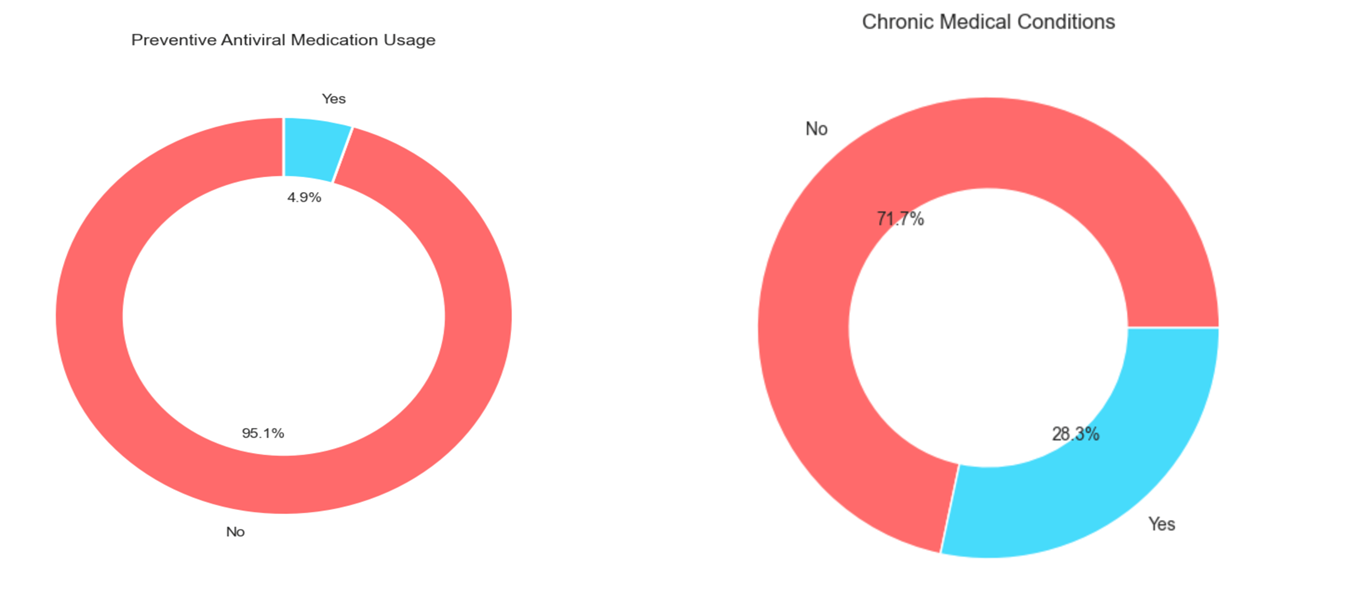 Preventive Antiviral Medication Usage
Yes
4.9%
95.1%
No
Chronic Medical Conditions
No
71.7%
28.3%
Yes